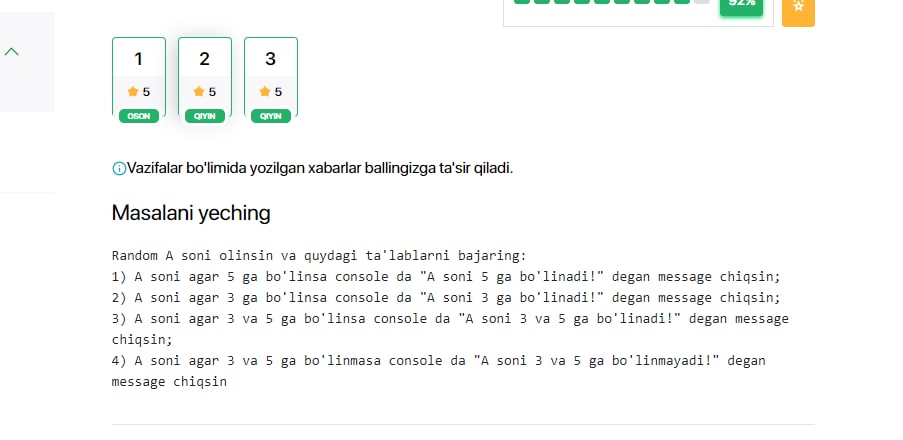 92%
1
2
3
5
5
5
OSON
QIYIN
QIYIN
Vazifalar bo'limida yozilgan xabarlar ballingizga ta'sir qiladi.
Masalani yeching
Random A soni olinsin va quydagi ta'lablarni bajaring:
1) A soni agar 5 ga bo'linsa console da "A soni 5 ga bo'linadi!" degan message chiqsin;
2) A soni agar 3 ga bo'linsa console da "A soni 3 ga bo'linadi!" degan message chiqsin;
3) A soni agar 3 va 5 ga bo'linsa console da "A soni 3 va 5 ga bo'linadi!" degan message
chiqsin;
4) A soni agar 3 va 5 ga bo'linmasa console da "A soni 3 va 5 ga bo'linmayadi!" degan
message chiqsin